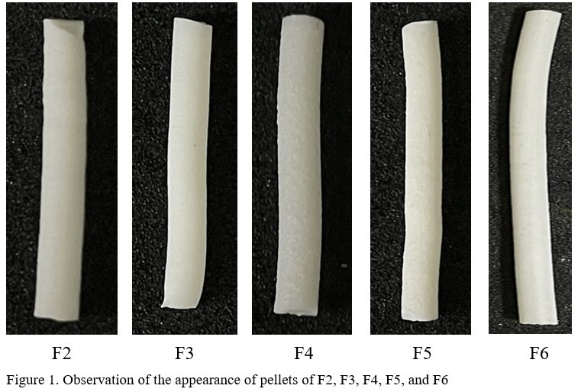 F2 F3 F4 F5 F6
Figure 1. Observation of the appearance of pellets of F2, F3, F4, F5, and F6